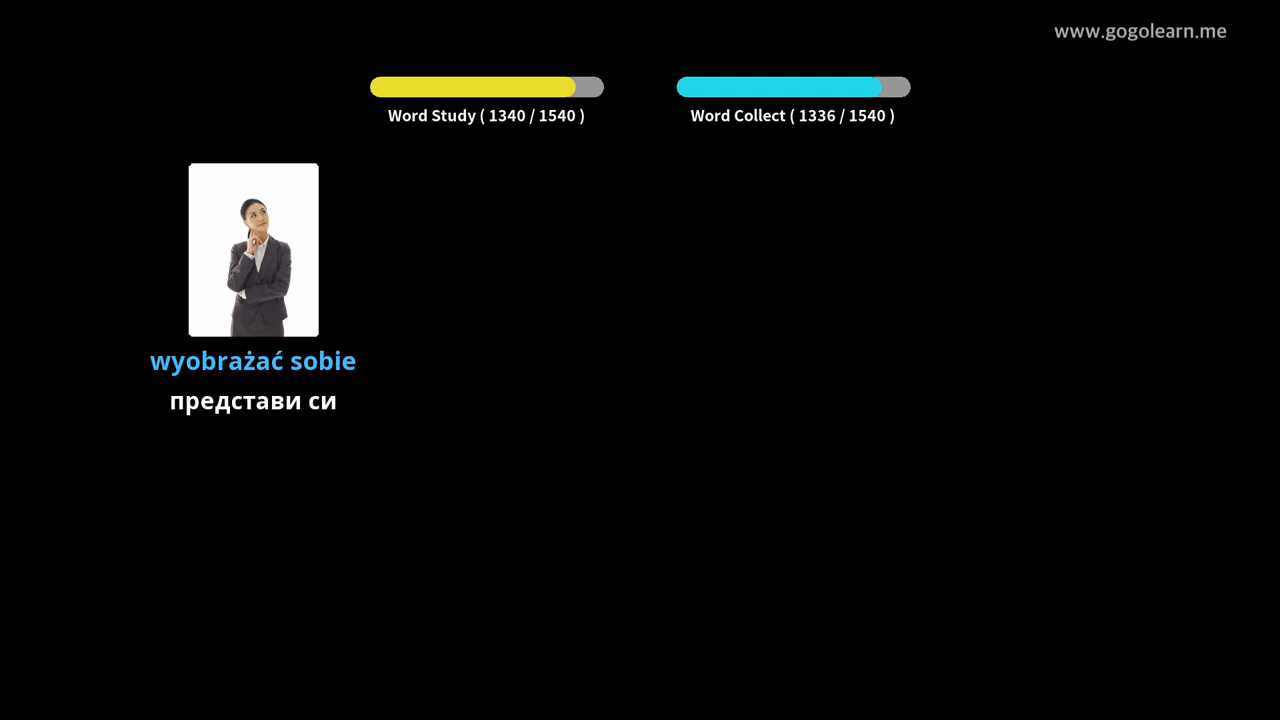 www.gogolearn.me
Word Study ( 1340 / 1540 )
Word Collect ( 1336 / 1540 )
wyobrażać sobie
представи си